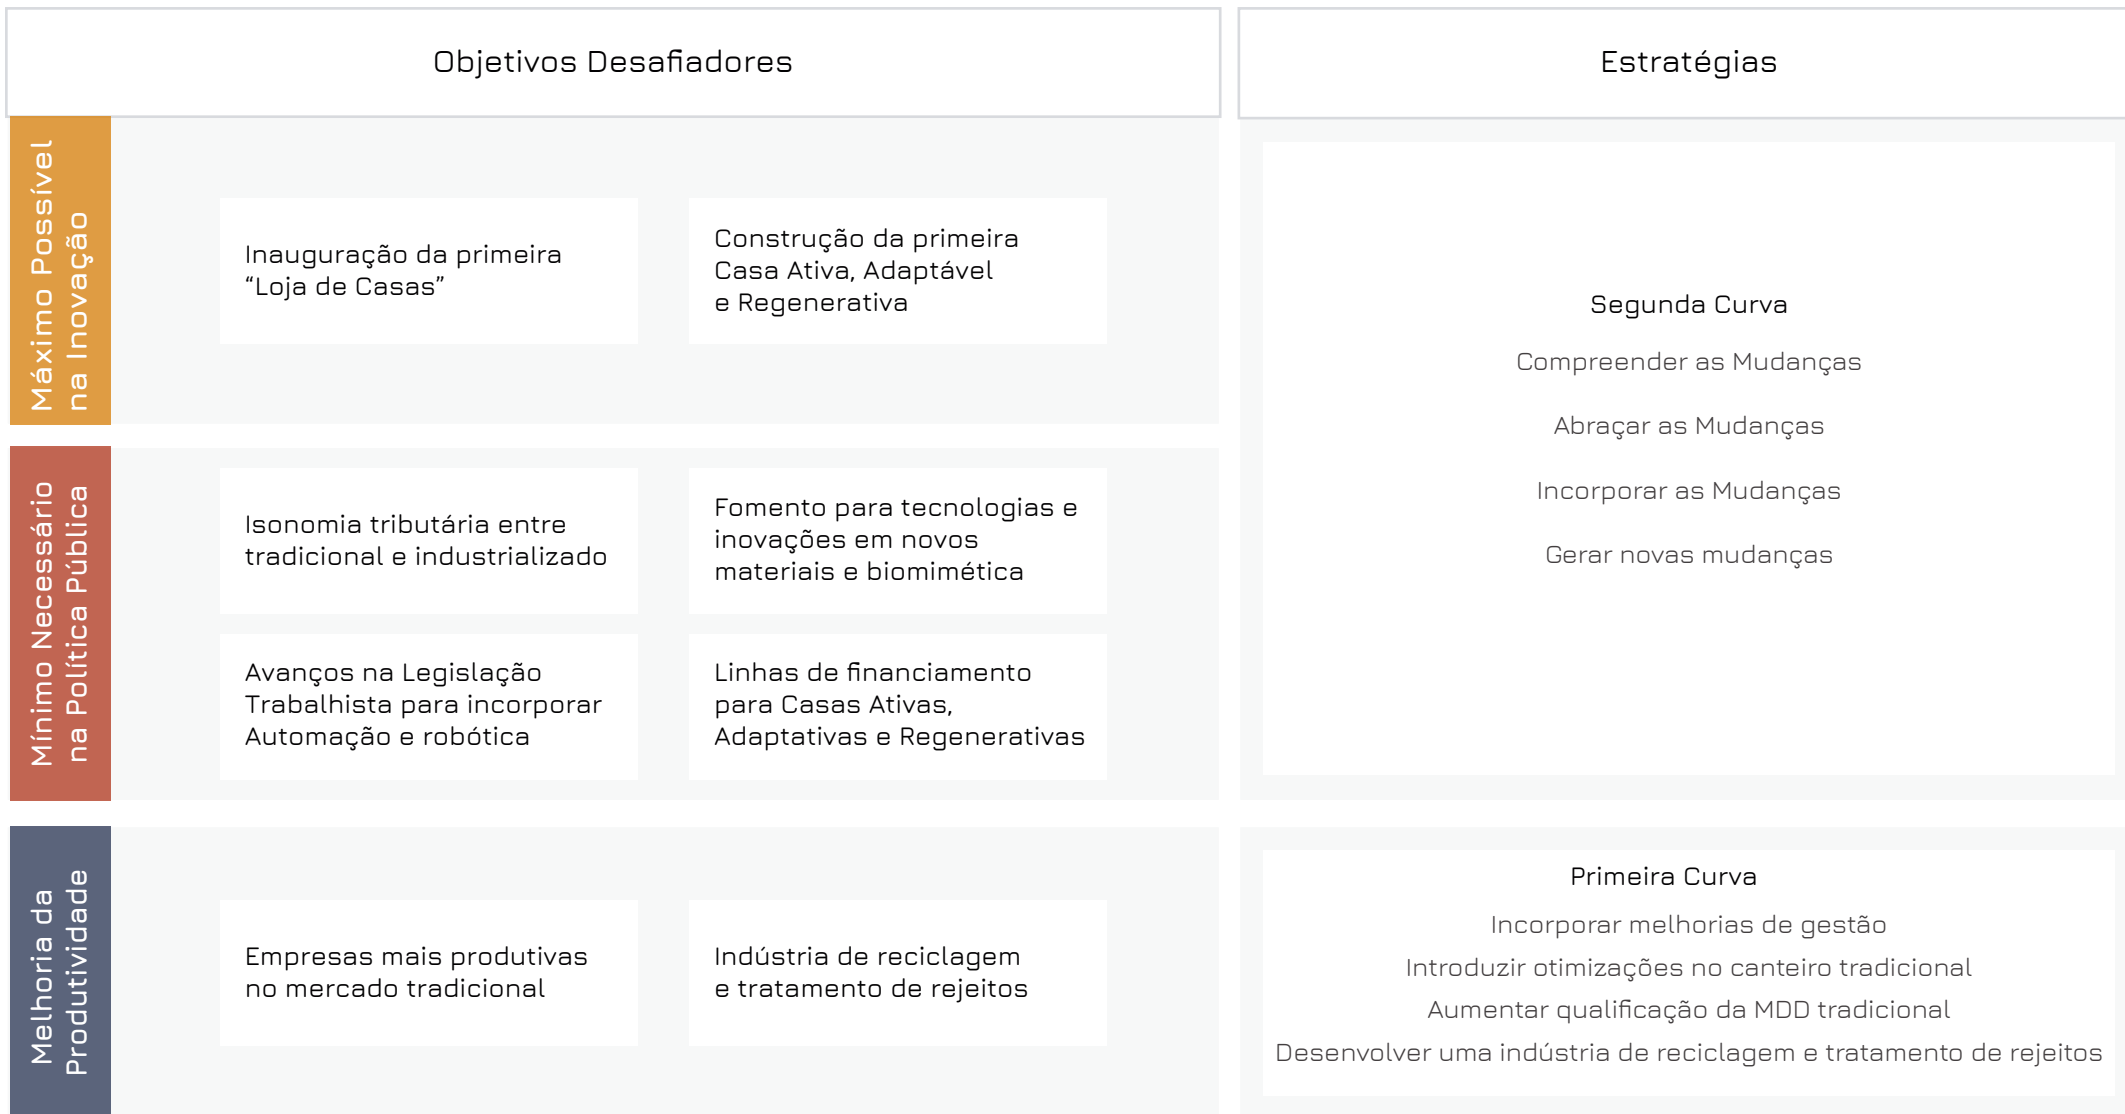 Objetivos Desafiadores
Estratégias
Máximo Possível
na Inovação
Inauguração da primeira
“Loja de Casas”
Construção da primeira
Casa Ativa, Adaptável
e Regenerativa
Mínimo Necessário
na Política Pública
Isonomia tributária entre
tradicional e industrializado
Fomento para tecnologias e
inovações em novos
materiais e biomimética
Avanços na Legislação
Trabalhista para incorporar
Automação e robótica
Linhas de financiamento
para Casas Ativas,
Adaptativas e Regenerativas
Segunda Curva
Compreender as Mudanças
Abraçar as Mudanças
Incorporar as Mudanças
Gerar novas mudanças
Melhoria da
Produtividade
Empresas mais produtivas
no mercado tradicional
Indústria de reciclagem
e tratamento de rejeitos
Primeira Curva
Incorporar melhorias de gestão
Introduzir otimizações no canteiro tradicional
Aumentar qualificação da MDD tradicional
Desenvolver uma indústria de reciclagem e tratamento de rejeitos